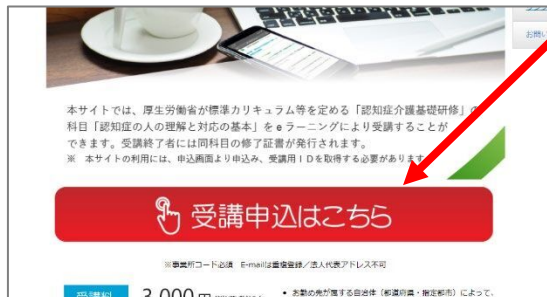 お問い
本サイトでは、厚生労働省が標準カリキュラム等を定める「認知症介護基礎研修」の
科目「認知症の人の理解と対応の基本」をeラーニングにより受講することが
できます。受講終了者には同科目の修了証書が発行されます。
※ 本サイトの利用には、申込画面より申込み、受講用IDを取得する必要があります
受講申込はこちら
※事業所コード必須 E-mailは重複登録/法人代表アドレス不可
受講料
3,000円
• お勤め先が属する自治体（都道府県・指定都市）によって、